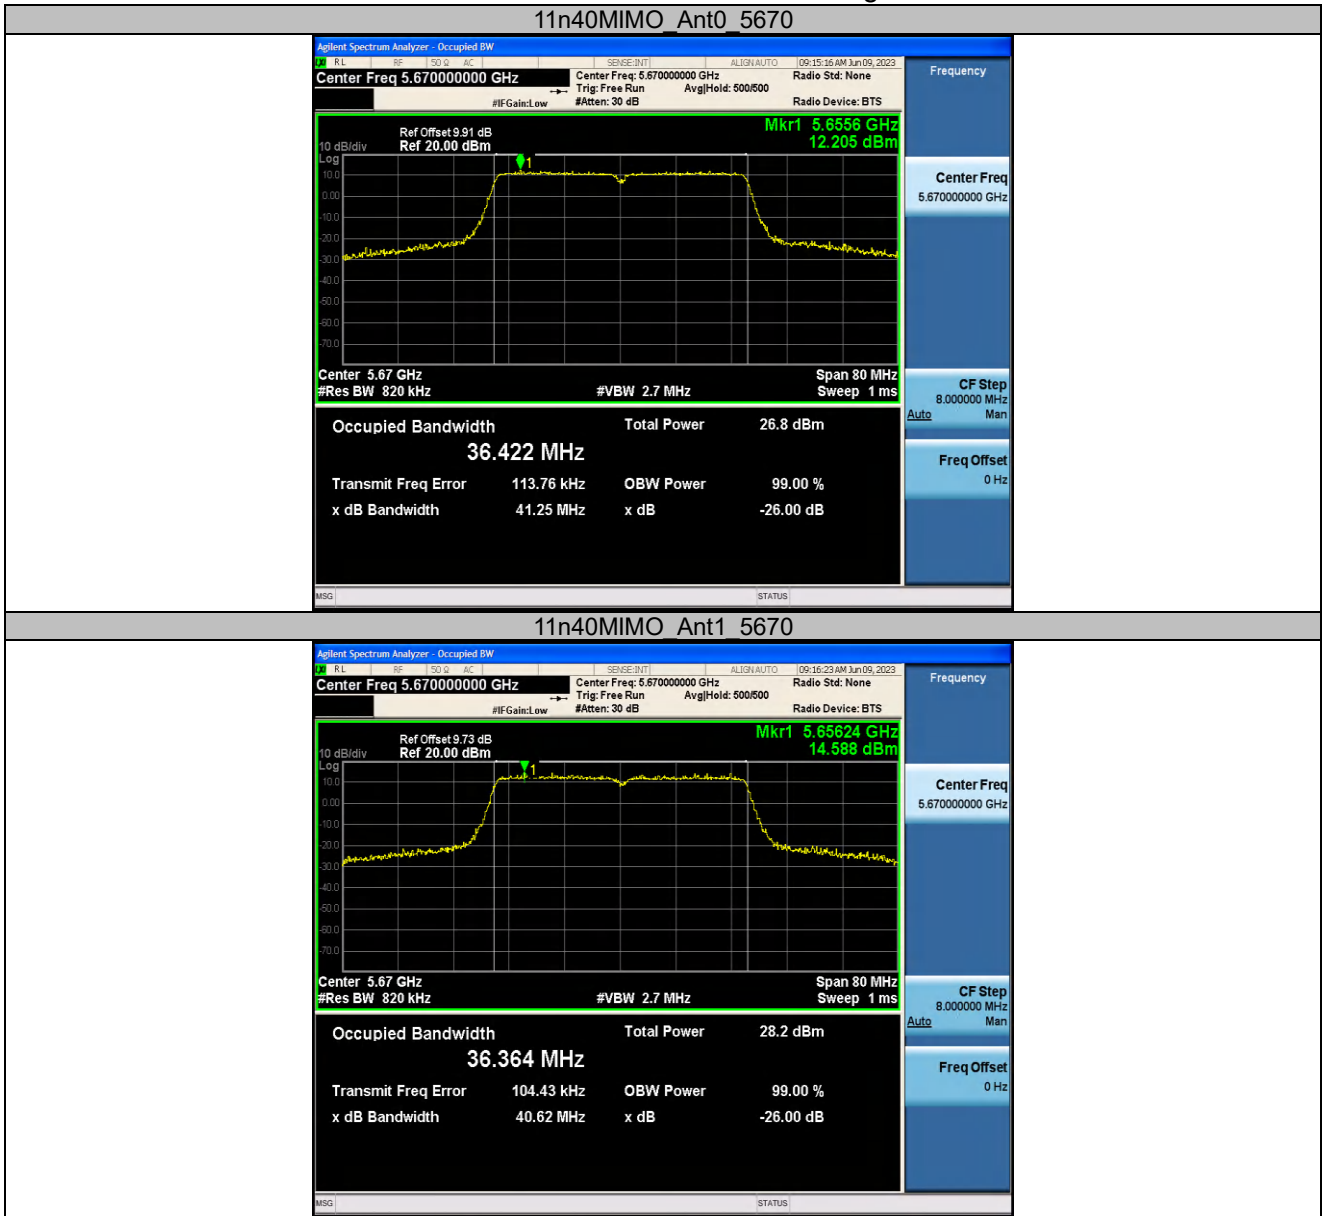 11n40MIMO_Ant0_5670
Agilent Spectrum Analyzer - Occupied BW
RL RF 50 Ω AC SENSE:INT ALIGN AUTO 09:15:16 AM Jun 09, 2023
Center Freq 5.670000000 GHz
Center Freq: 5.670000000 GHz
Radio Std: None
Trig: Free Run Avg|Hold: 500/500
#IFGain:Low #Atten: 30 dB Radio Device: BTS
Frequency
Mkr1 5.6556 GHz
12.205 dBm
Ref Offset 9.91 dB
10 dB/div Ref 20.00 dBm
Log
1
10.0
0.00
-10.0
-20.0
-30.0
-40.0
-50.0
-60.0
-70.0
Center 5.67 GHz Span 80 MHz
#Res BW 820 kHz #VBW 2.7 MHz Sweep 1 ms
Center Freq
5.670000000 GHz
CF Step
8.000000 MHz
Auto Man
Freq Offset
0 Hz
Occupied Bandwidth Total Power 26.8 dBm
36.422 MHz
Transmit Freq Error 113.76 kHz OBW Power 99.00 %
x dB Bandwidth 41.25 MHz x dB -26.00 dB
MSG STATUS
11n40MIMO_Ant1_5670
Agilent Spectrum Analyzer - Occupied BW
RL RF 50 Ω AC SENSE:INT ALIGN AUTO 09:16:23 AM Jun 09, 2023
Center Freq 5.670000000 GHz
Center Freq: 5.670000000 GHz
Radio Std: None
Trig: Free Run Avg|Hold: 500/500
#IFGain:Low #Atten: 30 dB Radio Device: BTS
Frequency
Mkr1 5.65624 GHz
14.588 dBm
Ref Offset 9.73 dB
10 dB/div Ref 20.00 dBm
Log
1
10.0
0.00
-10.0
-20.0
-30.0
-40.0
-50.0
-60.0
-70.0
Center 5.67 GHz Span 80 MHz
#Res BW 820 kHz #VBW 2.7 MHz Sweep 1 ms
Center Freq
5.670000000 GHz
CF Step
8.000000 MHz
Auto Man
Freq Offset
0 Hz
Occupied Bandwidth Total Power 28.2 dBm
36.364 MHz
Transmit Freq Error 104.43 kHz OBW Power 99.00 %
x dB Bandwidth 40.62 MHz x dB -26.00 dB
MSG STATUS